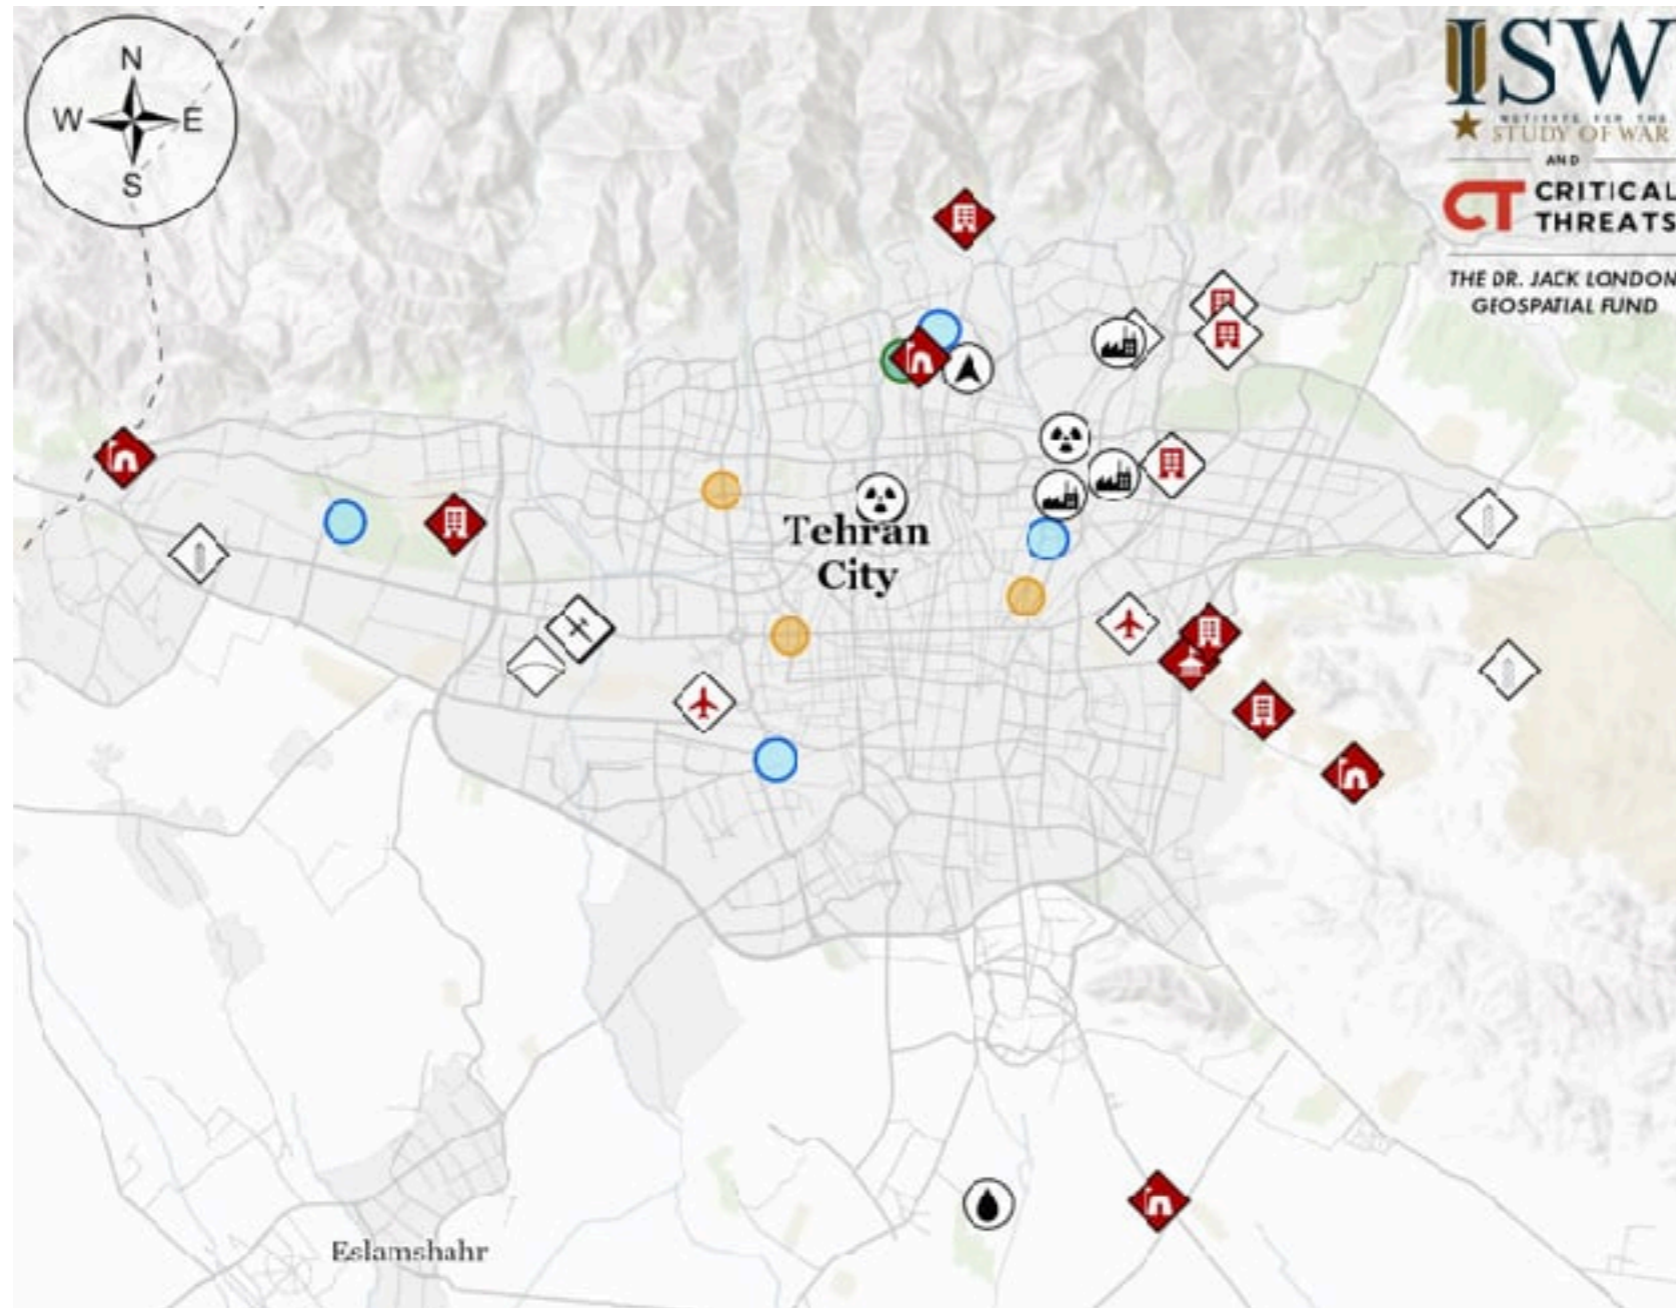 N
W E
S
ISW
INSTITUTE FOR THE
STUDY OF WAR
AND
CT CRITICAL
THREATS
THE DR. JACK LONDON
GEOSPATIAL FUND
Tehran
City
Eslamshahr